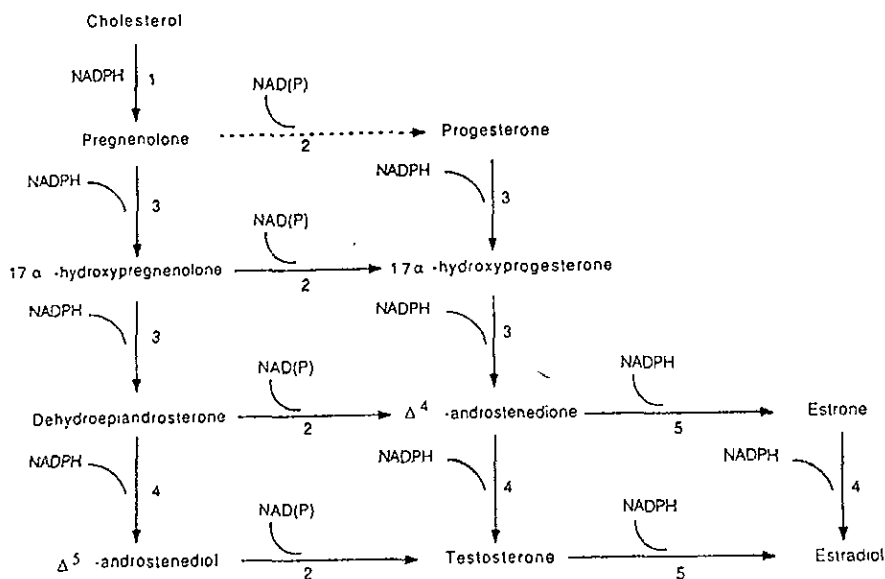 Cholesterol
NADPH 1
NAD(P)
Pregnenolone 2 Progesterone
NADPH 3 NADPH 3
NAD(P)
17α -hydroxypregnenolone 2 17α -hydroxyprogesterone
NADPH 3 NADPH 3
NAD(P) NADPH
Dehydroepiandrosterone 2 Δ4 -androstenedione 5 Estrone
NADPH 4 NADPH 4 NADPH 4
NAD(P) NADPH
Δ5 -androstenediol 2 Testosterone 5 Estradiol